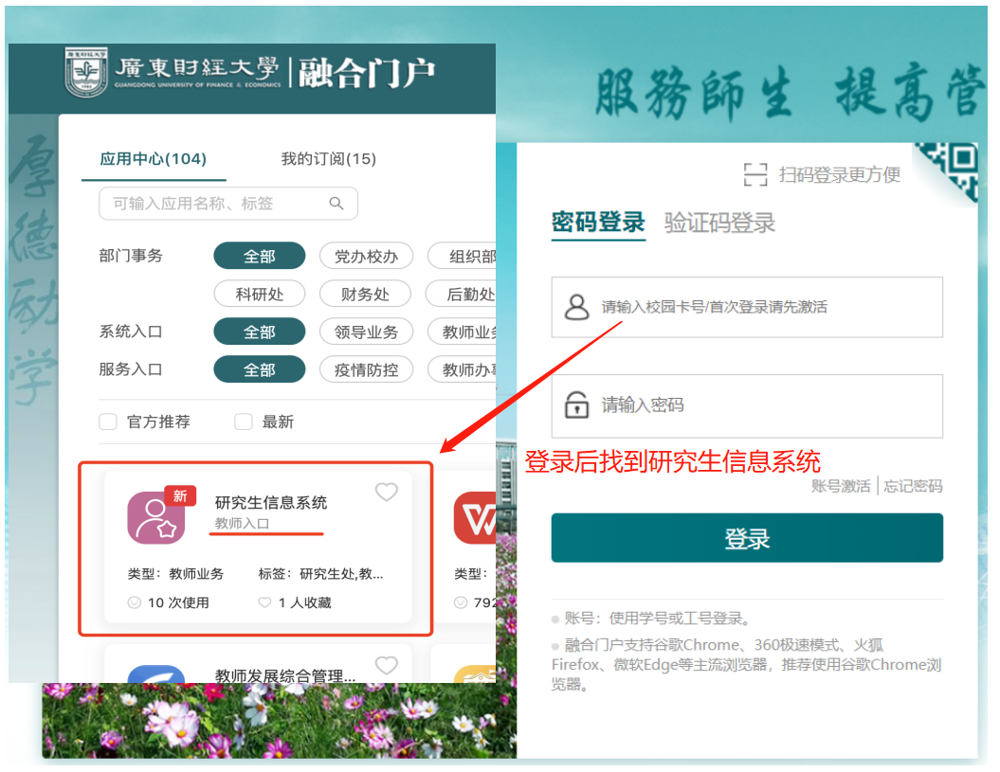 廣東財經大學
GUANGDONG UNIVERSITY OF FINANCE & ECONOMICS
融合门户
厚德励学
应用中心(104)
我的订阅(15)
可输入应用名称、标签
部门事务
全部
党办校办
组织部
科研处
财务处
后勤处
系统入口
全部
领导业务
教师业务
服务入口
全部
疫情防控
教师办事
官方推荐
最新
新
研究生信息系统
教师入口
类型：教师业务
标签：研究生处,教...
10 次使用
1 人收藏
类型：
792
教师发展综合管理...
服務師生 提高管
扫码登录更方便
密码登录
验证码登录
请输入校园卡号/首次登录请先激活
请输入密码
登录后找到研究生信息系统
账号激活
忘记密码
登录
账号：使用学号或工号登录。
融合门户支持谷歌Chrome、360极速模式、火狐
Firefox、微软Edge等主流浏览器，推荐使用谷歌Chrome浏
览器。